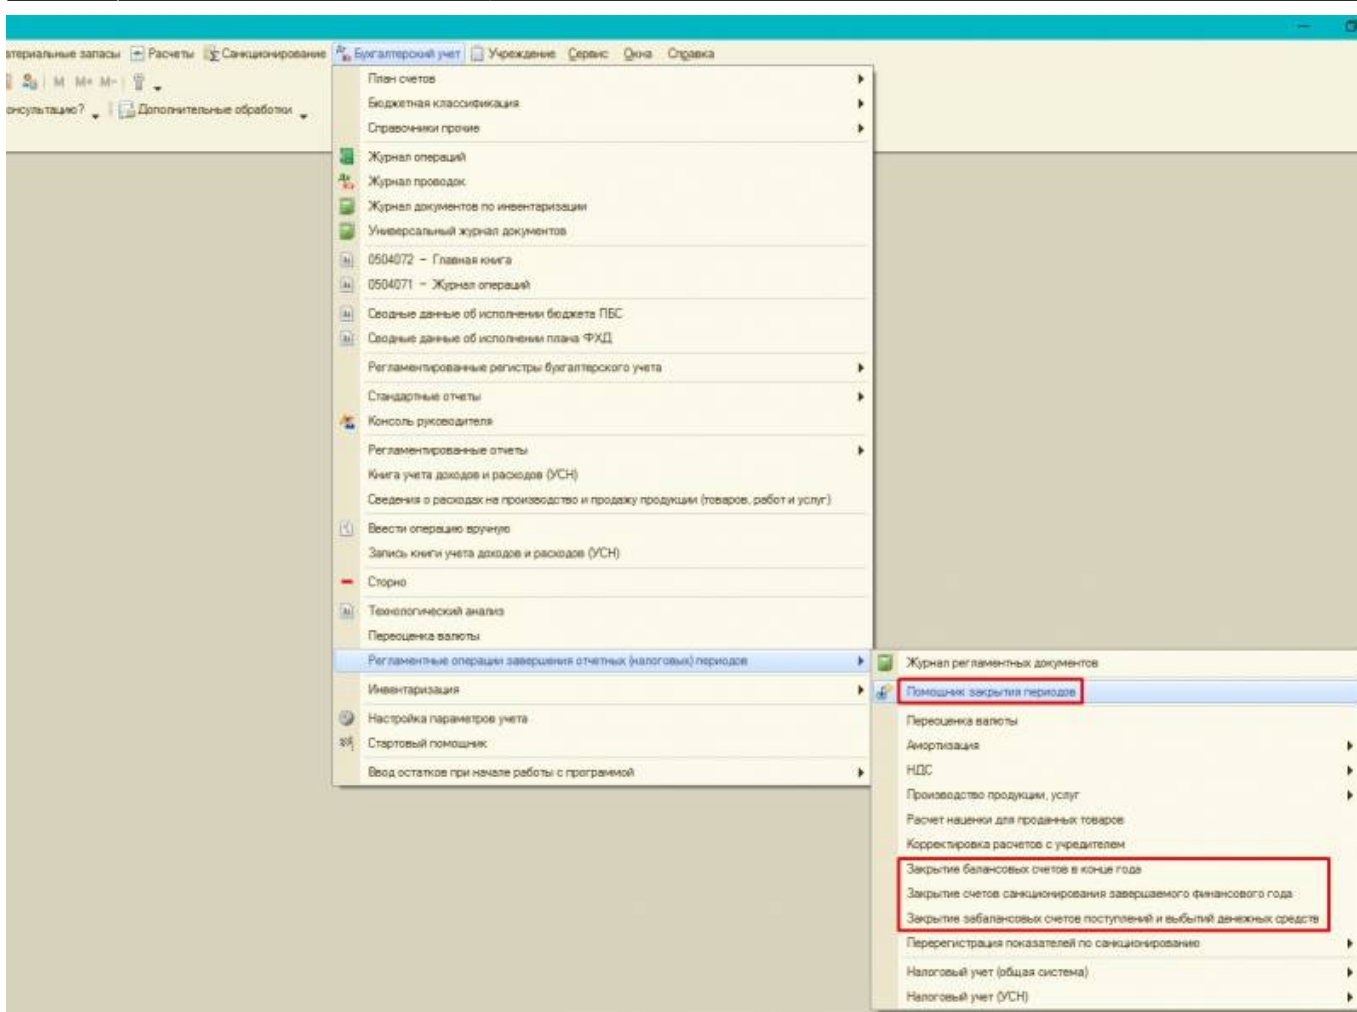 Расчеты Санкционирование Бухгалтерский учет Учреждение Сервис Окна Справка
M M+ M-
Дополнительные обработки
План счетов
Бюджетная классификация
Справочники прочие
Журнал операций
Журнал проводок
Журнал документов по инвентаризации
Универсальный журнал документов
0504072 - Главная книга
0504071 - Журнал операций
Сводные данные об исполнении бюджета ПБС
Сводные данные об исполнении плана ФХД
Регламентированные регистры бухгалтерского учета
Стандартные отчеты
Консоль руководителя
Регламентированные отчеты
Книга учета доходов и расходов (УСН)
Сведения о расходах на производство и продажу продукции (товаров, работ и услуг)
Ввести операцию вручную
Запись книги учета доходов и расходов (УСН)
Сторно
Технологический анализ
Переоценка валюты
Регламентные операции завершения отчетных (налоговых) периодов
Инвентаризация
Настройка параметров учета
Стартовый помощник
Ввод остатков при начале работы с программой
Журнал регламентных документов
Помощник закрытия периодов
Переоценка валюты
Амортизация
НДС
Производство продукции, услуг
Расчет наценки для проданных товаров
Корректировка расчетов с учредителем
Закрытие балансовых счетов в конце года
Закрытие счетов санкционирования завершаемого финансового года
Закрытие забалансовых счетов поступлений и выбытий денежных средств
Перерегистрация показателей по санкционированию
Налоговый учет (общая система)
Налоговый учет (УСН)